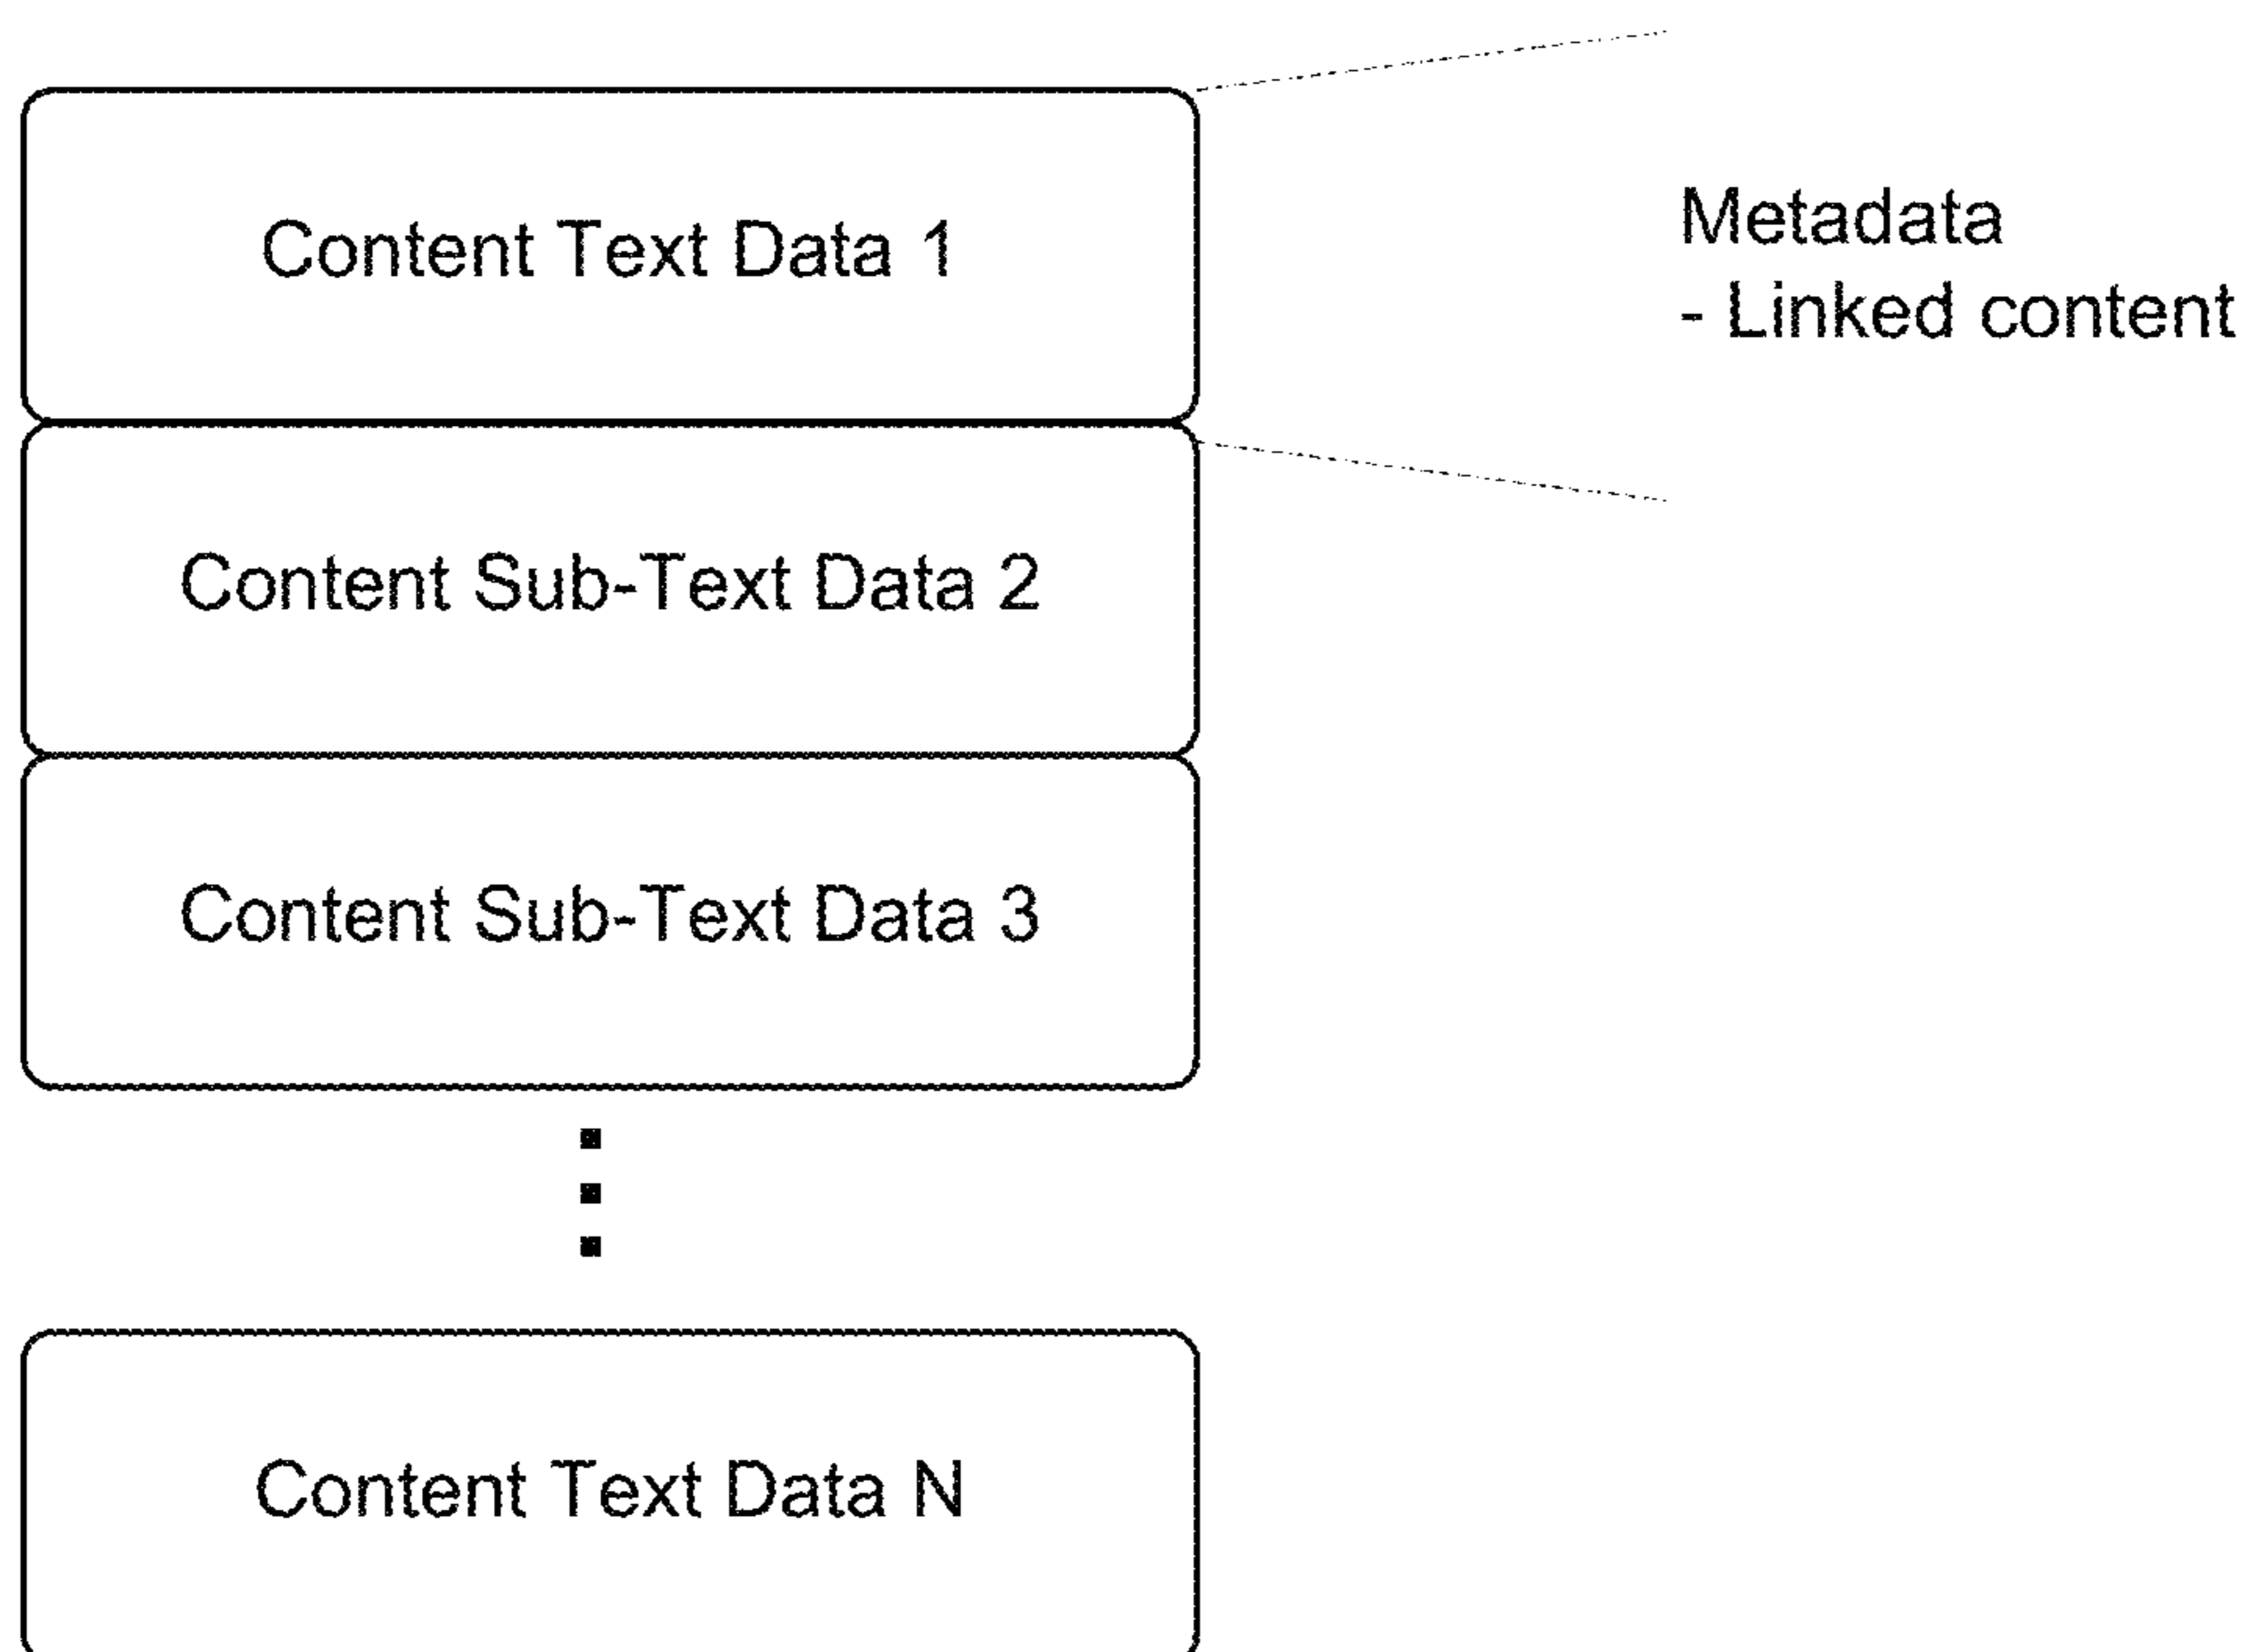 Content Text Data 1
Metadata
- Linked content
Content Sub-Text Data 2
Content Sub-Text Data 3
Content Text Data N